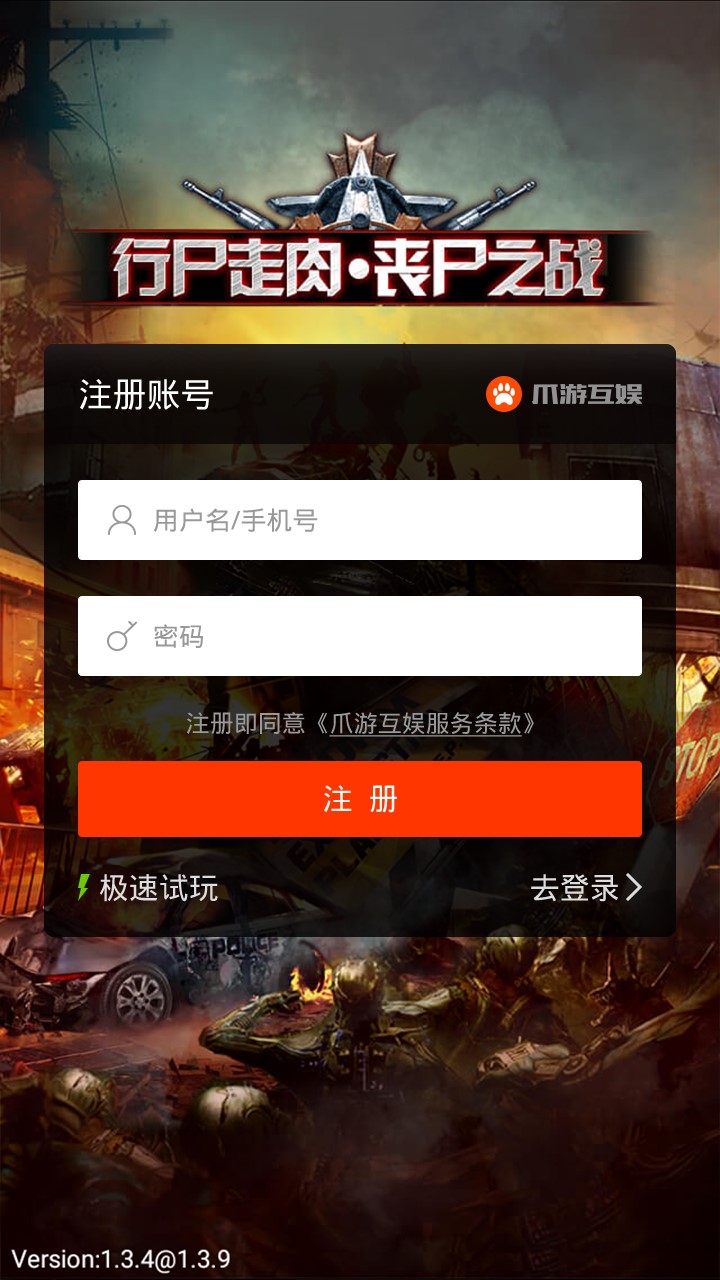 行尸走肉·丧尸之战
注册账号
爪游互娱
用户名/手机号
密码
注册即同意《爪游互娱服务条款》
STOP
注 册
极速试玩
去登录
POLICE
Version:1.3.4@1.3.9